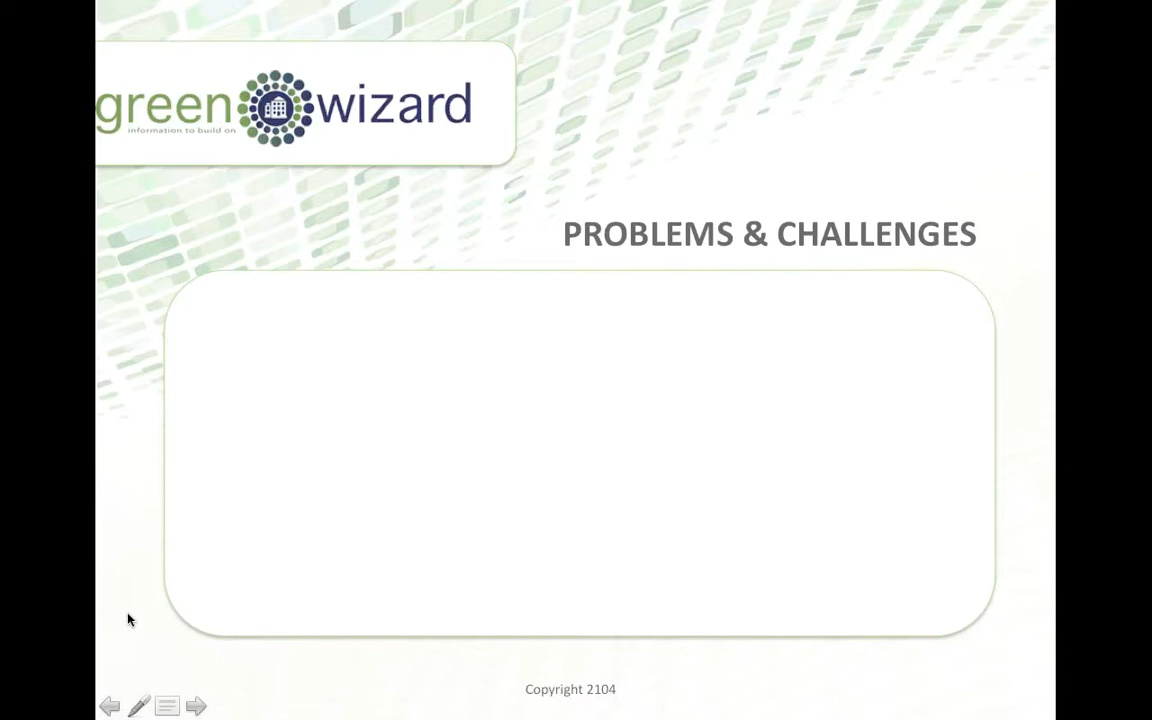 green wizard
information to build on
PROBLEMS & CHALLENGES
Copyright 2104